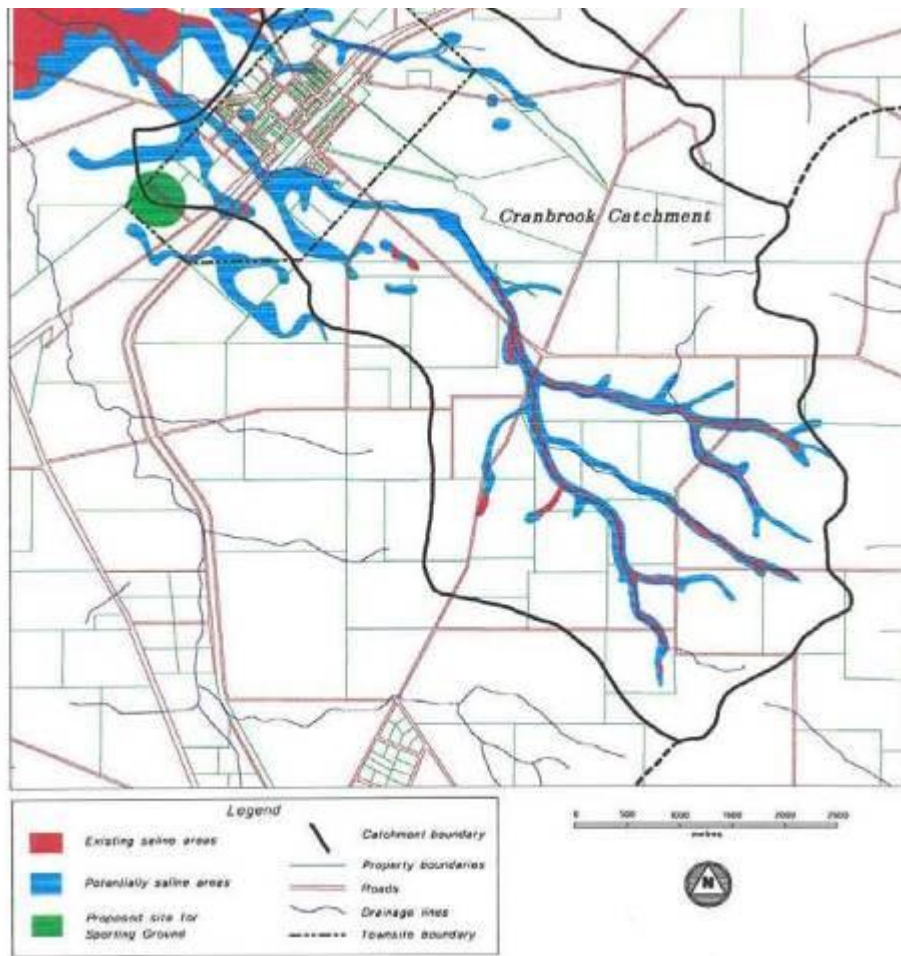 Cranbrook Catchment
Legend
Existing saline areas
Potentially saline areas
Proposed site for
Sporting Ground
Catchment boundary
Property boundaries
Roads
Drainage lines
Townsite boundary
0 500 1000 1500 2000 2500
metres
N